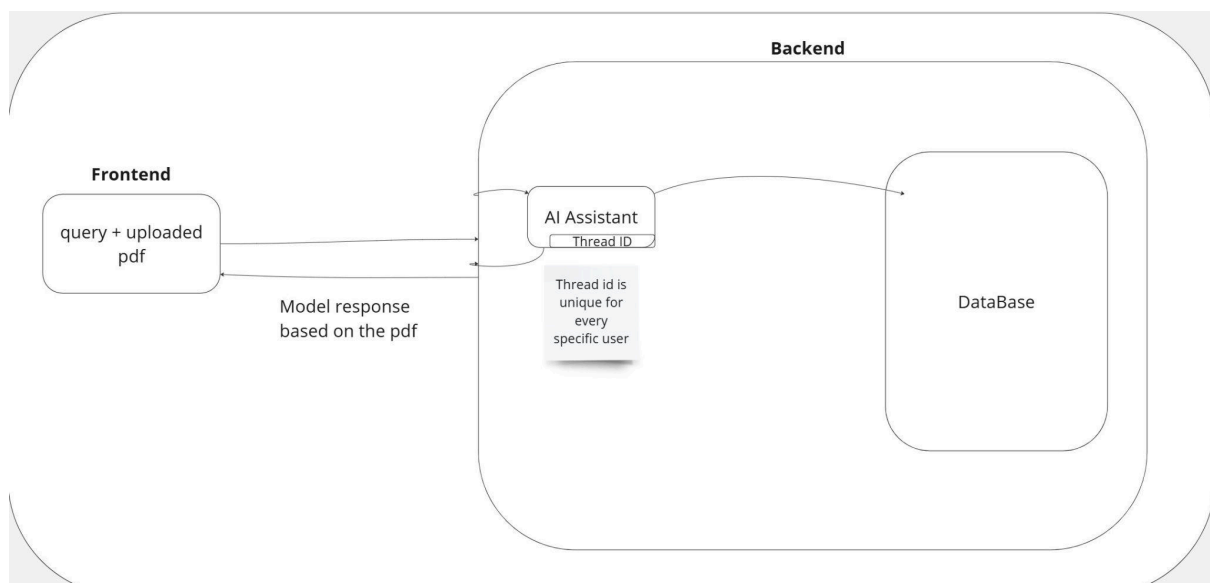 Backend
Frontend
query + uploaded
pdf
AI Assistant
Thread ID
Thread id is
unique for
every
specific user
Model response
based on the pdf
DataBase